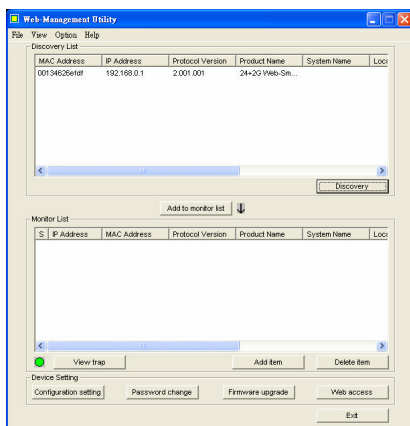 Web-Management Utility
File View Option Help
Discovery List
MAC Address IP Address Protocol Version Product Name System Name Loca
00134626efdf 192.168.0.1 2.001.001 24+2G Web-Sm...
Discovery
Add to monitor list
Monitor List
S IP Address MAC Address Protocol Version Product Name System Name Loca
View trap Add item Delete item
Device Setting
Configuration setting Password change Firmware upgrade Web access
Exit